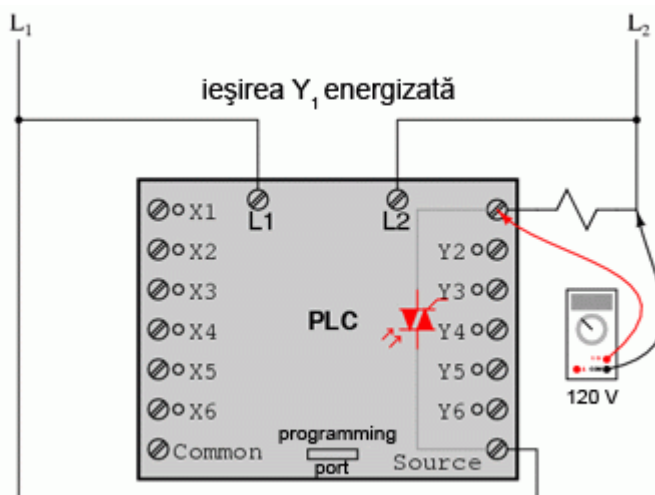 L1 L2
ieşirea Y1 energizată
L1 L2
X1
X2 Y2
X3 Y3
PLC
X4 Y4
X5 Y5
X6 Y6
programming
port
Common Source
120 V